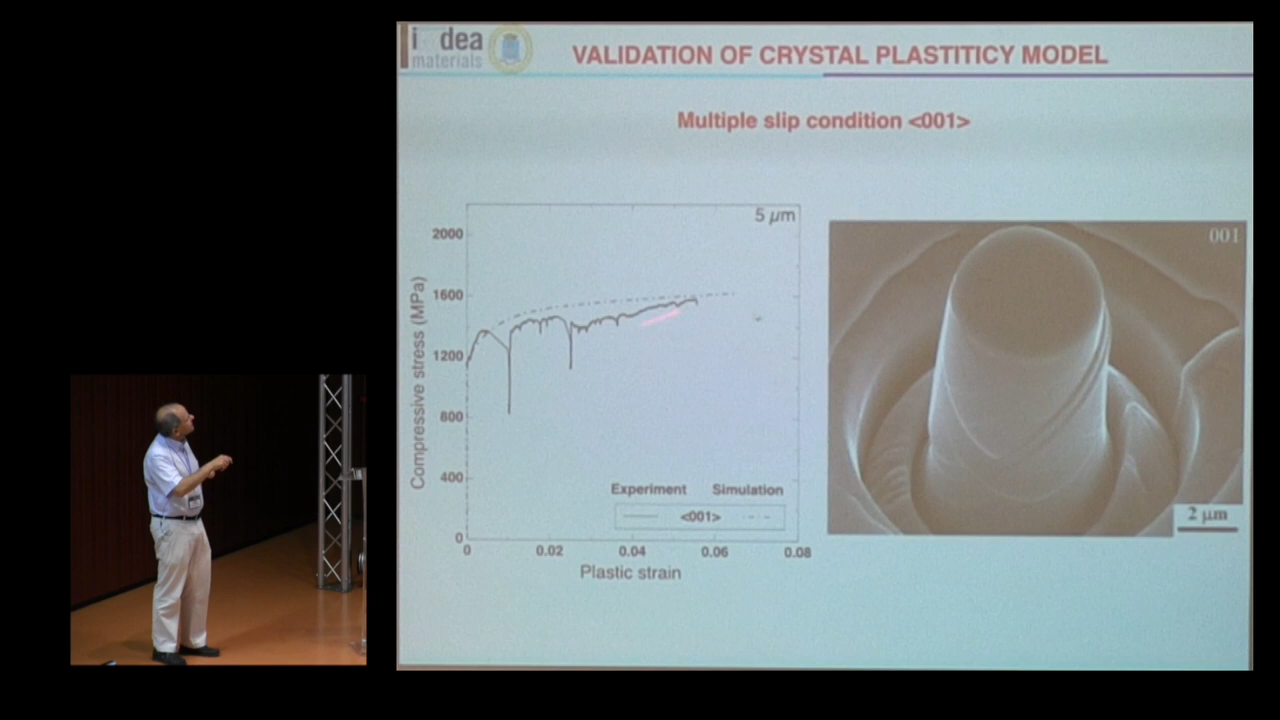 i dea
materials
VALIDATION OF CRYSTAL PLASTITICY MODEL
Multiple slip condition <001>
5 µm
2000
1600
1200
800
400
0
Compressive stress (MPa)
Experiment Simulation
<001>
0 0.02 0.04 0.06 0.08
Plastic strain
001
2 µm